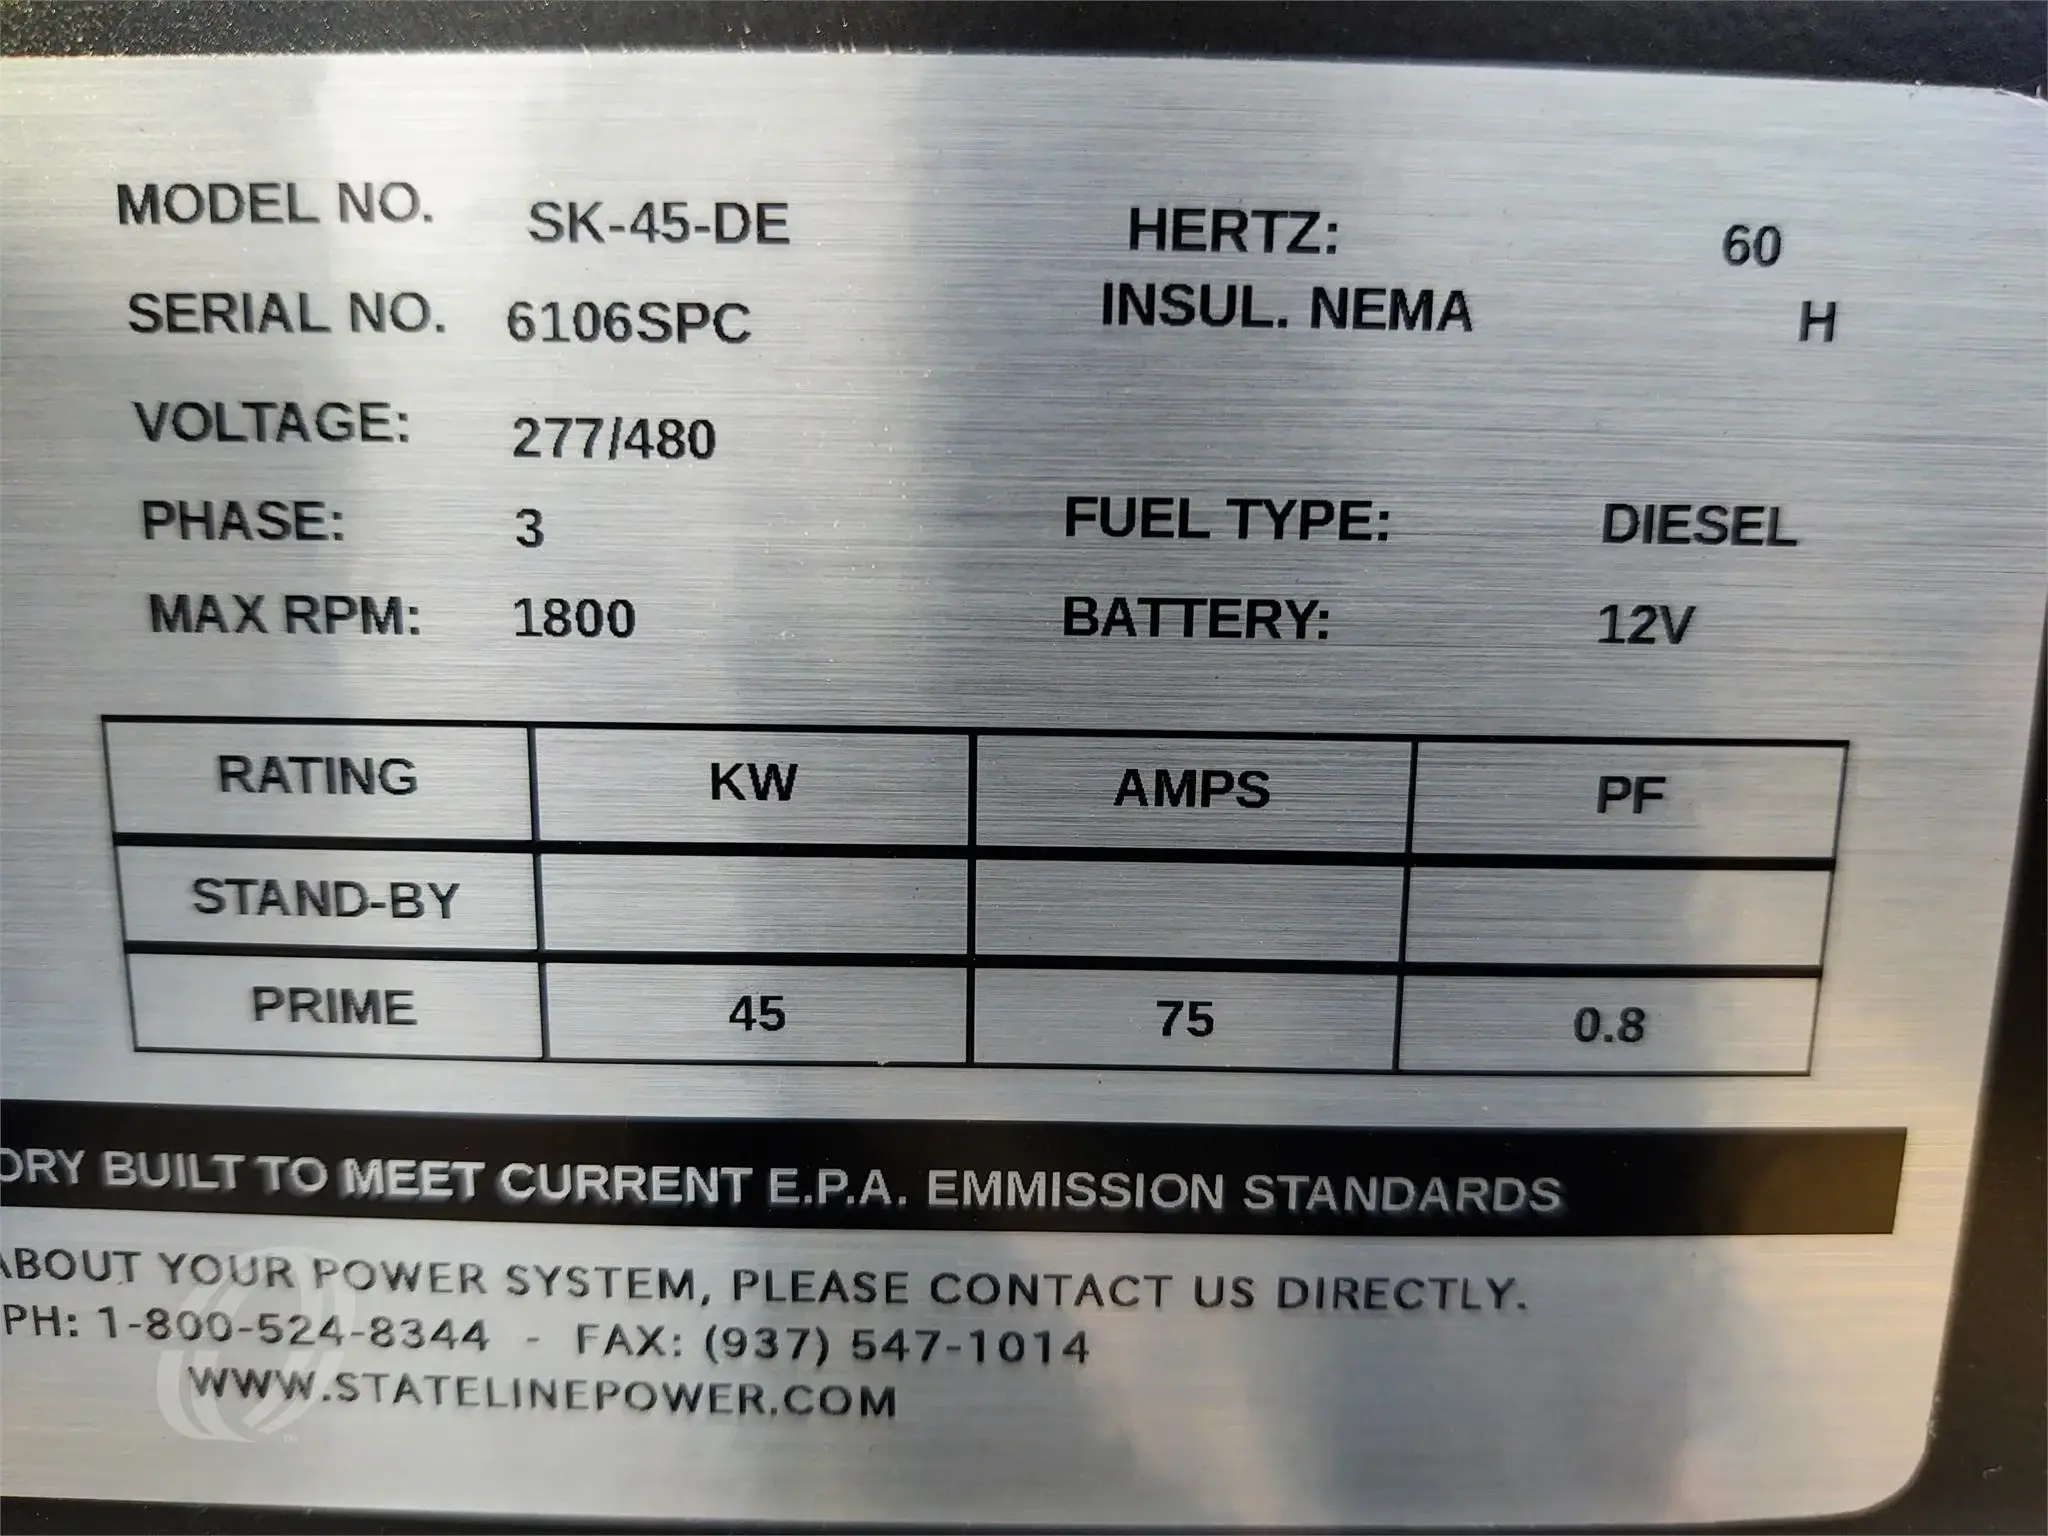 MODEL NO. SK-45-DE HERTZ: 60
SERIAL NO. 6106SPC INSUL. NEMA H
VOLTAGE: 277/480
PHASE: 3 FUEL TYPE: DIESEL
MAX RPM: 1800 BATTERY: 12V
RATING KW AMPS PF
STAND-BY
PRIME 45 75 0.8
ORY BUILT TO MEET CURRENT E.P.A. EMMISSION STANDARDS
ABOUT YOUR POWER SYSTEM, PLEASE CONTACT US DIRECTLY.
PH: 1-800-524-8344 - FAX: (937) 547-1014
WWW.STATELINEPOWER.COM